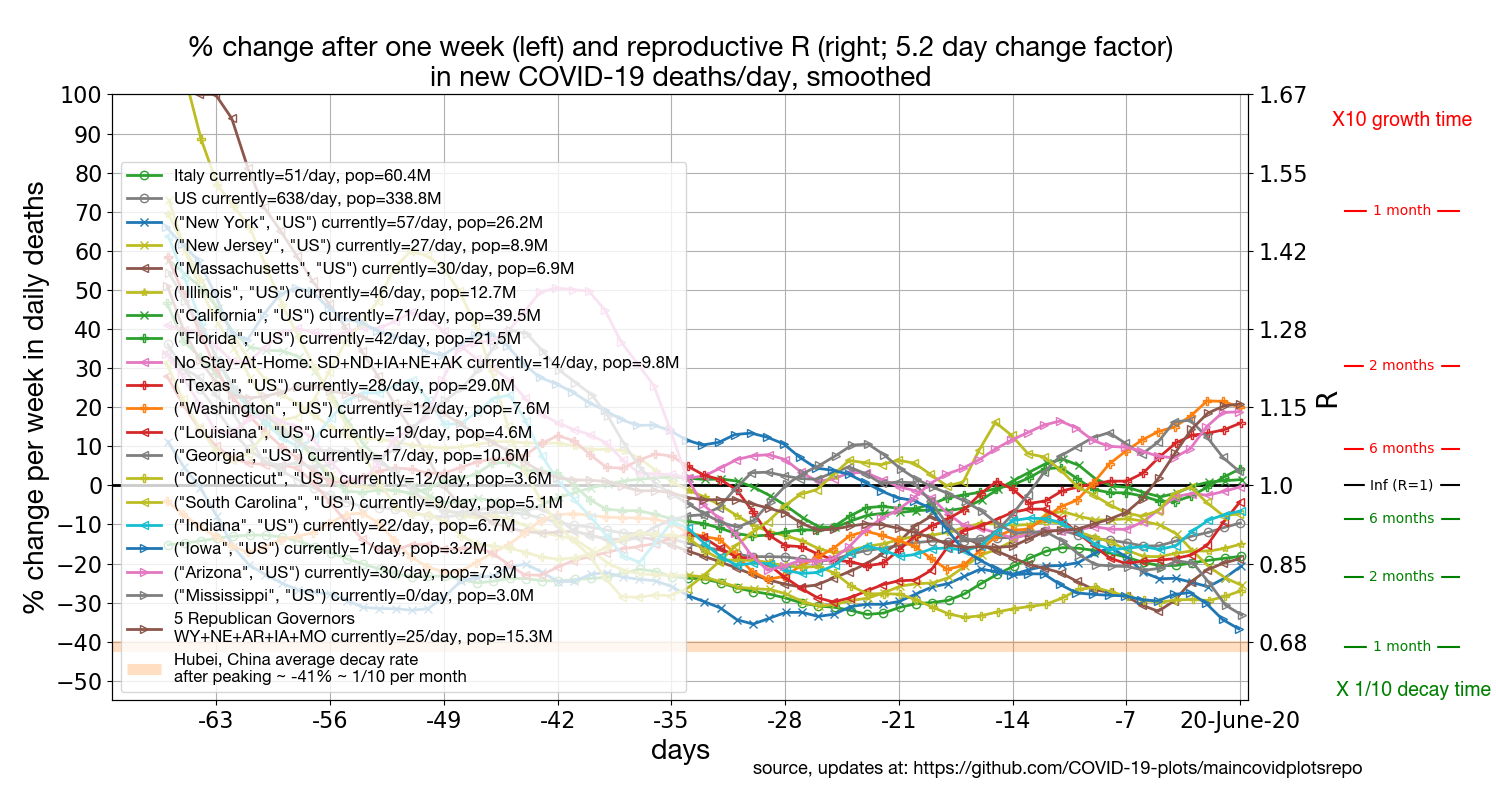 % change after one week (left) and reproductive R (right; 5.2 day change factor)
in new COVID-19 deaths/day, smoothed
% change per week in daily deaths
100
90
80
70
60
50
40
30
20
10
0
−10
−20
−30
−40
−50
Italy currently=51/day, pop=60.4M
US currently=638/day, pop=338.8M
("New York", "US") currently=57/day, pop=26.2M
("New Jersey", "US") currently=27/day, pop=8.9M
("Massachusetts", "US") currently=30/day, pop=6.9M
("Illinois", "US") currently=46/day, pop=12.7M
("California", "US") currently=71/day, pop=39.5M
("Florida", "US") currently=42/day, pop=21.5M
No Stay-At-Home: SD+ND+IA+NE+AK currently=14/day, pop=9.8M
("Texas", "US") currently=28/day, pop=29.0M
("Washington", "US") currently=12/day, pop=7.6M
("Louisiana", "US") currently=19/day, pop=4.6M
("Georgia", "US") currently=17/day, pop=10.6M
("Connecticut", "US") currently=12/day, pop=3.6M
("South Carolina", "US") currently=9/day, pop=5.1M
("Indiana", "US") currently=22/day, pop=6.7M
("Iowa", "US") currently=1/day, pop=3.2M
("Arizona", "US") currently=30/day, pop=7.3M
("Mississippi", "US") currently=0/day, pop=3.0M
5 Republican Governors
WY+NE+AR+IA+MO currently=25/day, pop=15.3M
Hubei, China average decay rate
after peaking ~ -41% ~ 1/10 per month
-63
-56
-49
-42
-35
-28
-21
-14
-7
20-June-20
days
1.67
1.55
1.42
1.28
1.15
1.0
0.85
0.68
R
X10 growth time
1 month
2 months
6 months
Inf (R=1)
6 months
2 months
1 month
X 1/10 decay time
source, updates at: https://github.com/COVID-19-plots/maincovidplotsrepo